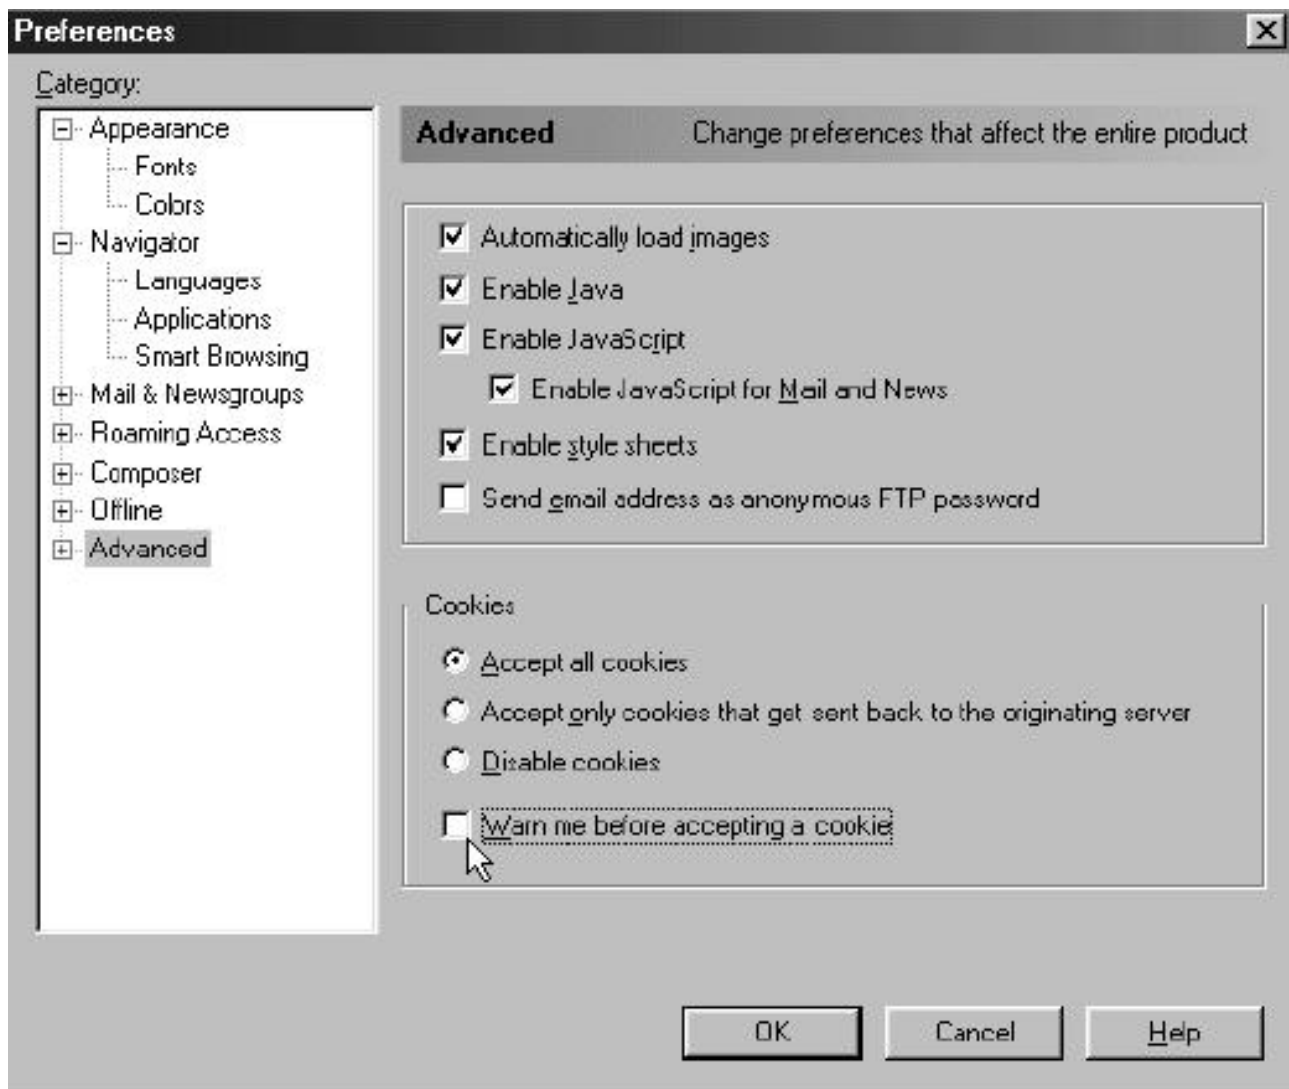 Preferences
Category:
Appearance
Fonts
Colors
Navigator
Languages
Applications
Smart Browsing
Mail & Newsgroups
Roaming Access
Composer
Offline
Advanced
Advanced Change preferences that affect the entire product
Automatically load images
Enable Java
Enable JavaScript
Enable JavaScript for Mail and News
Enable style sheets
Send email address as anonymous FTP password
Cookies
Accept all cookies
Accept only cookies that get sent back to the originating server
Disable cookies
Warn me before accepting a cookie
OK Cancel Help